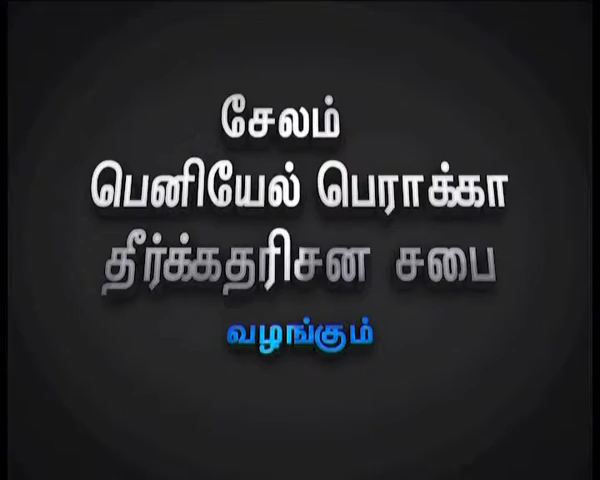 சேலம்
பெனியேல் பெராக்கா
தீர்க்கதரிசன சபை
வழங்கும்